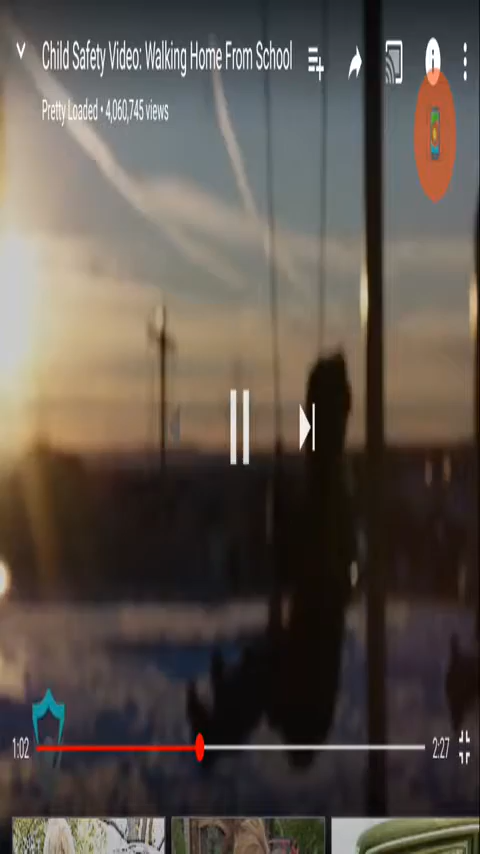 Child Safety Video: Walking Home From School
Pretty Loaded • 4,060,745 views
1:02
2:27